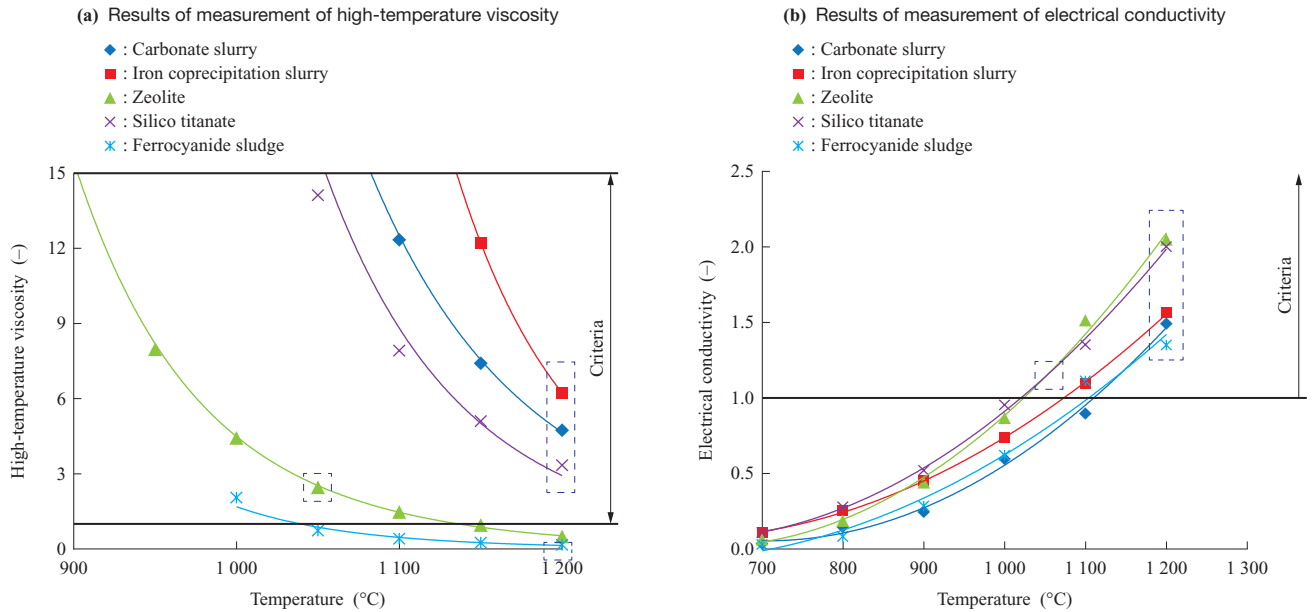 (a) Results of measurement of high-temperature viscosity
: Carbonate slurry
: Iron coprecipitation slurry
: Zeolite
: Silico titanate
: Ferrocyanide sludge
15
12
9
6
3
0
High-temperature viscosity (–)
Criteria
900
1 000
1 100
1 200
Temperature (°C)
(b) Results of measurement of electrical conductivity
: Carbonate slurry
: Iron coprecipitation slurry
: Zeolite
: Silico titanate
: Ferrocyanide sludge
2.5
2.0
1.5
1.0
0.5
0.0
Electrical conductivity (–)
Criteria
700
800
900
1 000
1 100
1 200
1 300
Temperature (°C)